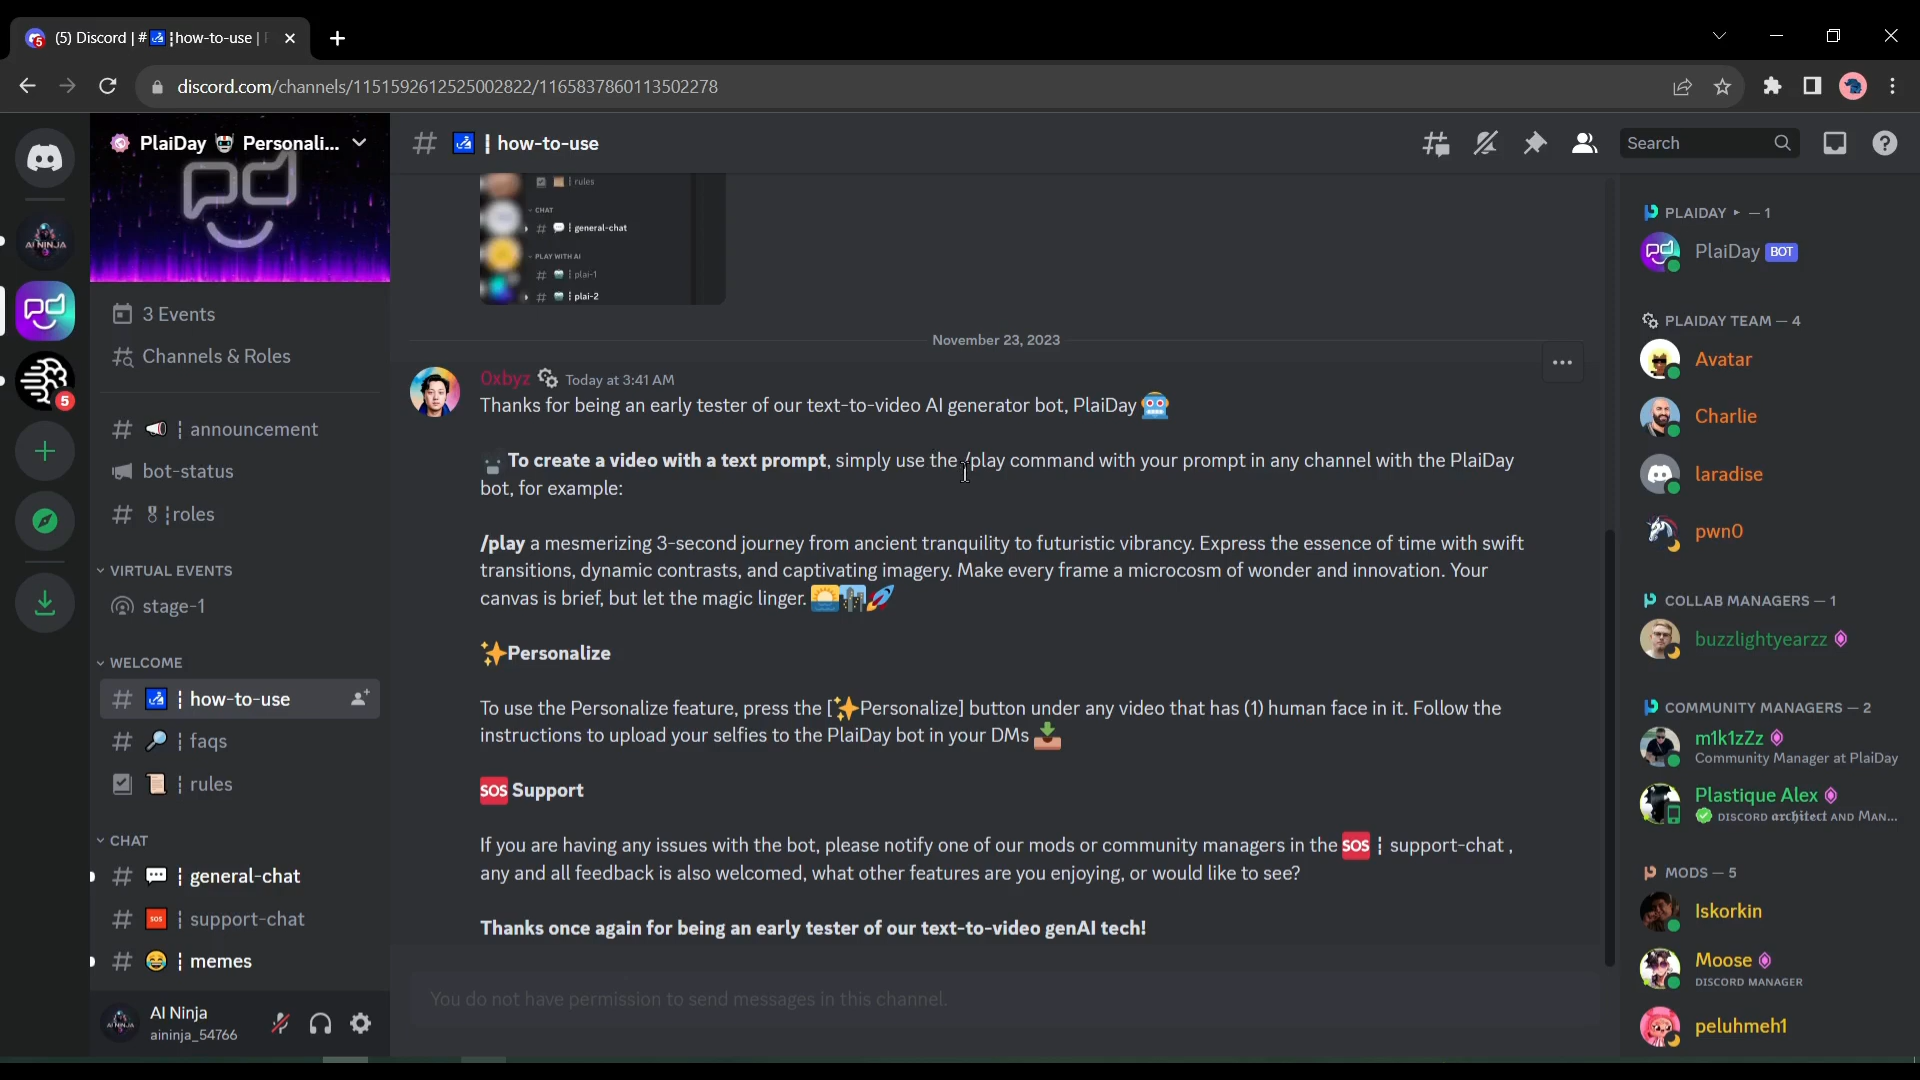 (5) Discord | # ¦how-to-use |
discord.com/channels/1151592612525002822/1165837860113502278
PlaiDay Personali...
¦ how-to-use
Search
3 Events
Channels & Roles
¦ announcement
bot-status
¦roles
VIRTUAL EVENTS
stage-1
WELCOME
¦ how-to-use
¦ faqs
¦ rules
CHAT
¦ general-chat
¦ support-chat
¦ memes
AI Ninja
aininja_54766
AI NINJA
5
¦ rules
CHAT
¦ general-chat
PLAY WITH AI
¦ plai-1
¦ plai-2
November 23, 2023
0xbyz Today at 3:41 AM
Thanks for being an early tester of our text-to-video AI generator bot, PlaiDay
To create a video with a text prompt, simply use the /play command with your prompt in any channel with the PlaiDay
bot, for example:
/play a mesmerizing 3-second journey from ancient tranquility to futuristic vibrancy. Express the essence of time with swift
transitions, dynamic contrasts, and captivating imagery. Make every frame a microcosm of wonder and innovation. Your
canvas is brief, but let the magic linger.
Personalize
To use the Personalize feature, press the [✨Personalize] button under any video that has (1) human face in it. Follow the
instructions to upload your selfies to the PlaiDay bot in your DMs
SOS Support
If you are having any issues with the bot, please notify one of our mods or community managers in the SOS ¦ support-chat ,
any and all feedback is also welcomed, what other features are you enjoying, or would like to see?
Thanks once again for being an early tester of our text-to-video genAI tech!
You do not have permission to send messages in this channel.
PLAIDAY ▸ — 1
PlaiDay BOT
PLAIDAY TEAM — 4
Avatar
Charlie
laradise
pwn0
COLLAB MANAGERS — 1
buzzlightyearzz
COMMUNITY MANAGERS — 2
m1k1zZz
Community Manager at PlaiDay
Plastique Alex
DISCORD 𝖆𝖗𝖈𝖍𝖎𝖙𝖊𝖈𝖙 AND MAN...
MODS — 5
Iskorkin
Moose
DISCORD MANAGER
peluhmeh1